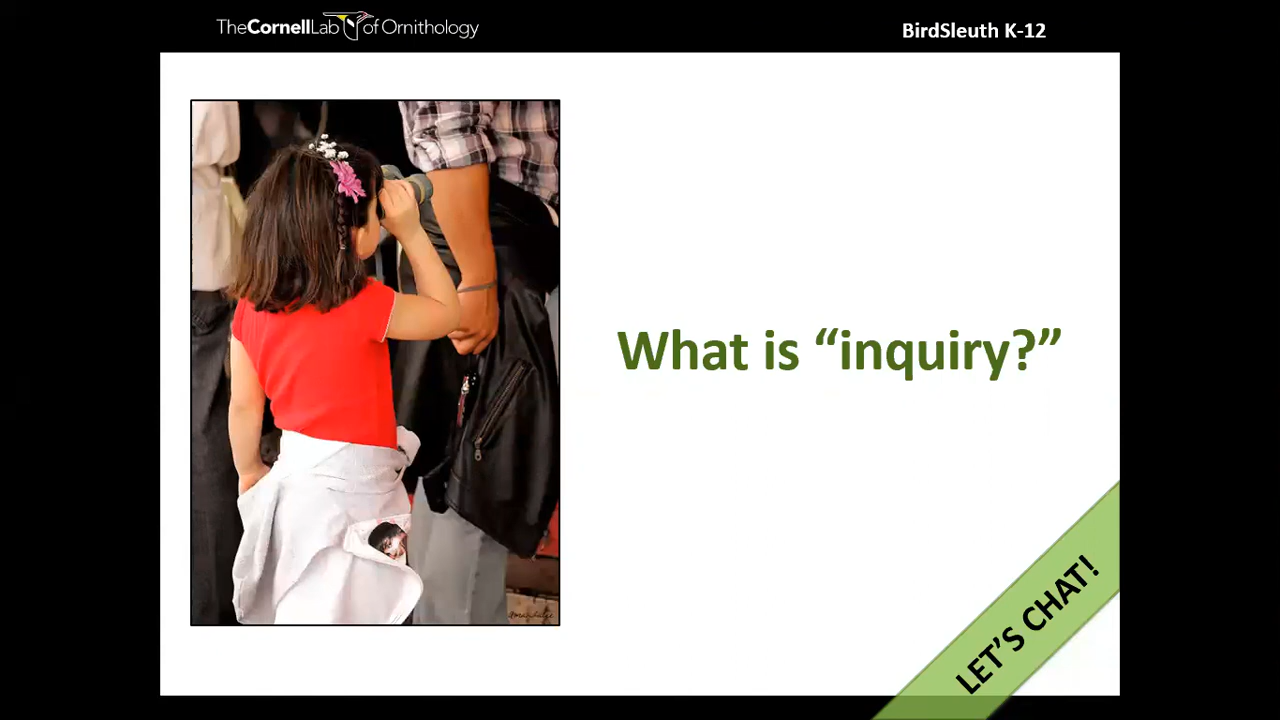 TheCornellLab of Ornithology
BirdSleuth K-12
What is “inquiry?”
LET’S CHAT!